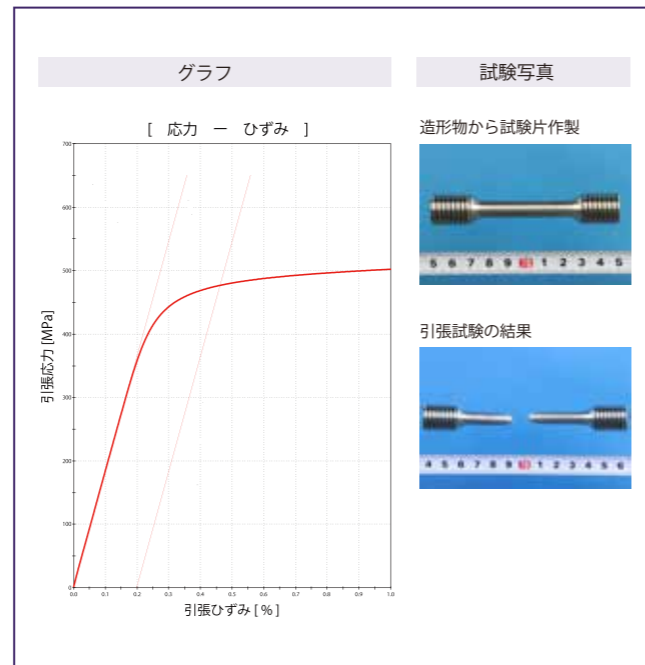 グラフ
試験写真
[ 応力 ー ひずみ ]
造形物から試験片作製
引張応力 [MPa]
700
600
500
400
300
200
100
0
0.0 0.1 0.2 0.3 0.4 0.5 0.6 0.7 0.8 0.9 1.0
引張ひずみ [ % ]
5 6 7 8 9 1 2 3 4 5
引張試験の結果
4 5 6 7 8 9 1 2 3 4 5 6